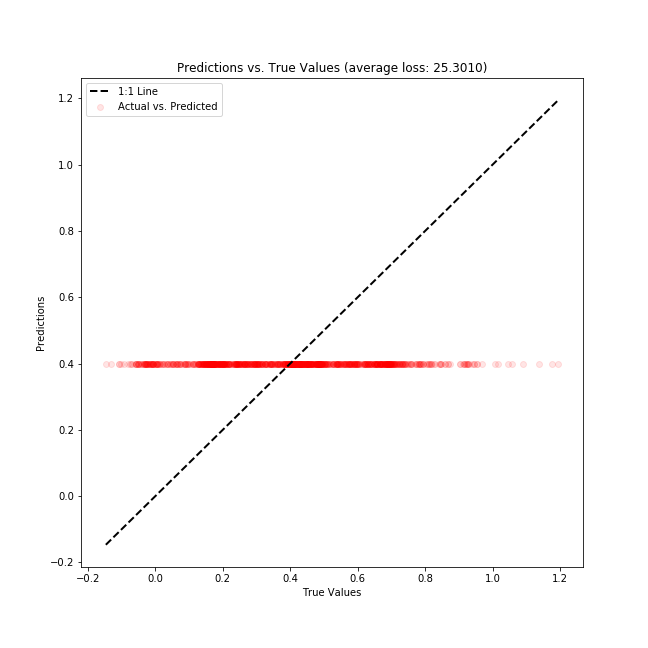 Predictions vs. True Values (average loss: 25.3010)
1:1 Line
Actual vs. Predicted
1.2
1.0
0.8
0.6
0.4
0.2
0.0
−0.2
Predictions
−0.2 0.0 0.2 0.4 0.6 0.8 1.0 1.2
True Values